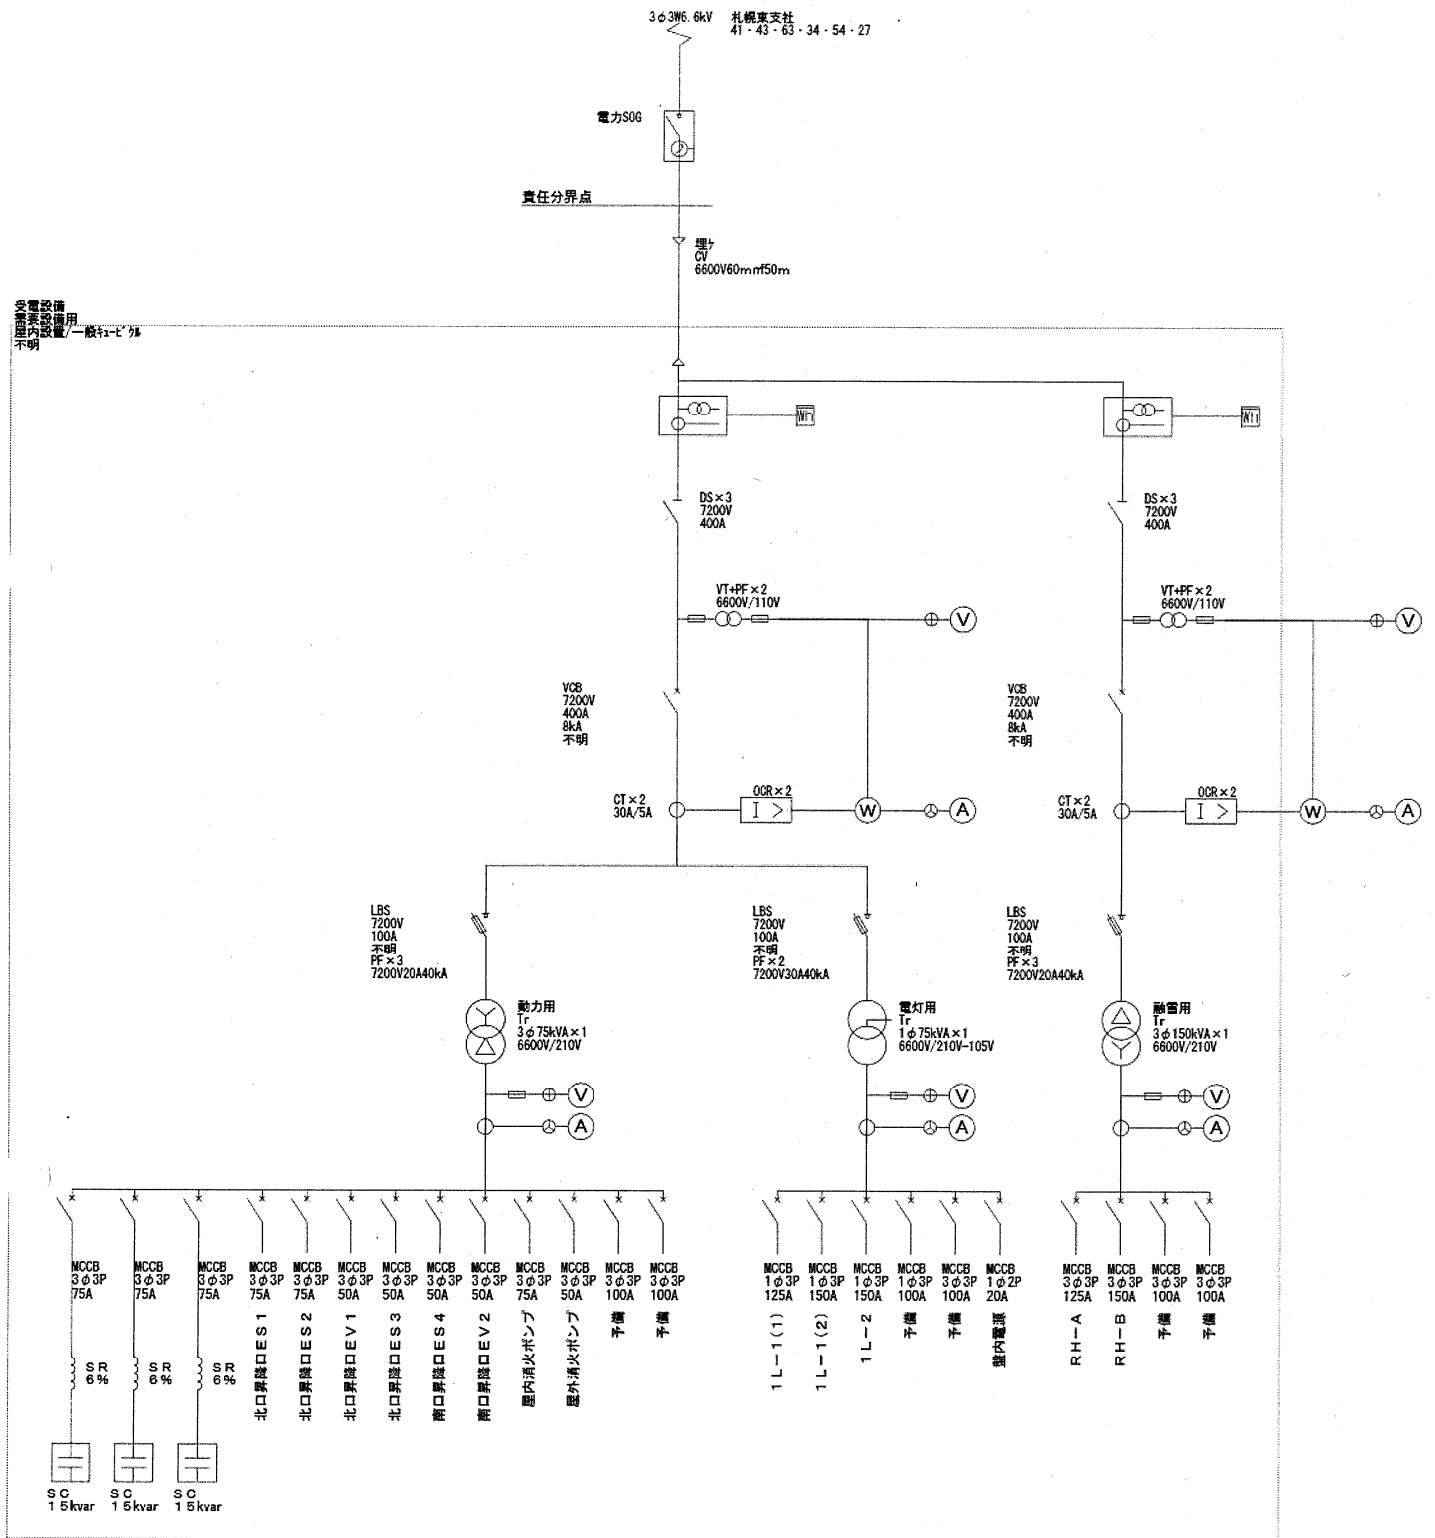 3φ3W6.6kV
札幌東支社
41-43-63-34-54-27
電力SOG
責任分界点
埋ケ
CV
6600V60m㎡50m
受電設備
需要設備用
屋内設置/一般ｷｭｰﾋﾞｸﾙ
不明
DS×3
7200V
400A
DS×3
7200V
400A
VT+PF×2
6600V/110V
V
VT+PF×2
6600V/110V
V
VCB
7200V
400A
8kA
不明
VCB
7200V
400A
8kA
不明
CT×2
30A/5A
OCR×2
I >
W
A
CT×2
30A/5A
OCR×2
I >
W
A
LBS
7200V
100A
不明
PF×3
7200V20A40kA
LBS
7200V
100A
不明
PF×2
7200V30A40kA
LBS
7200V
100A
不明
PF×3
7200V20A40kA
動力用
Tr
3φ75kVA×1
6600V/210V
電灯用
Tr
1φ75kVA×1
6600V/210V-105V
融雪用
Tr
3φ150kVA×1
6600V/210V
V
A
V
A
V
A
MCCB
3φ3P
75A
SR
6%
SC
15kvar
MCCB
3φ3P
75A
SR
6%
SC
15kvar
MCCB
3φ3P
75A
SR
6%
SC
15kvar
MCCB
3φ3P
75A
北口昇降口ES1
MCCB
3φ3P
75A
北口昇降口ES2
MCCB
3φ3P
50A
北口昇降口EV1
MCCB
3φ3P
50A
北口昇降口ES3
MCCB
3φ3P
50A
南口昇降口ES4
MCCB
3φ3P
50A
南口昇降口EV2
MCCB
3φ3P
75A
屋内消火ポンプ
MCCB
3φ3P
50A
屋外消火ポンプ
MCCB
3φ3P
100A
予備
MCCB
3φ3P
100A
予備
MCCB
1φ3P
125A
1L-1(1)
MCCB
1φ3P
150A
1L-1(2)
MCCB
1φ3P
150A
1L-2
MCCB
1φ3P
100A
予備
MCCB
3φ3P
100A
予備
MCCB
1φ2P
20A
盤内電源
MCCB
3φ3P
125A
RH-A
MCCB
3φ3P
150A
RH-B
MCCB
3φ3P
100A
予備
MCCB
3φ3P
100A
予備